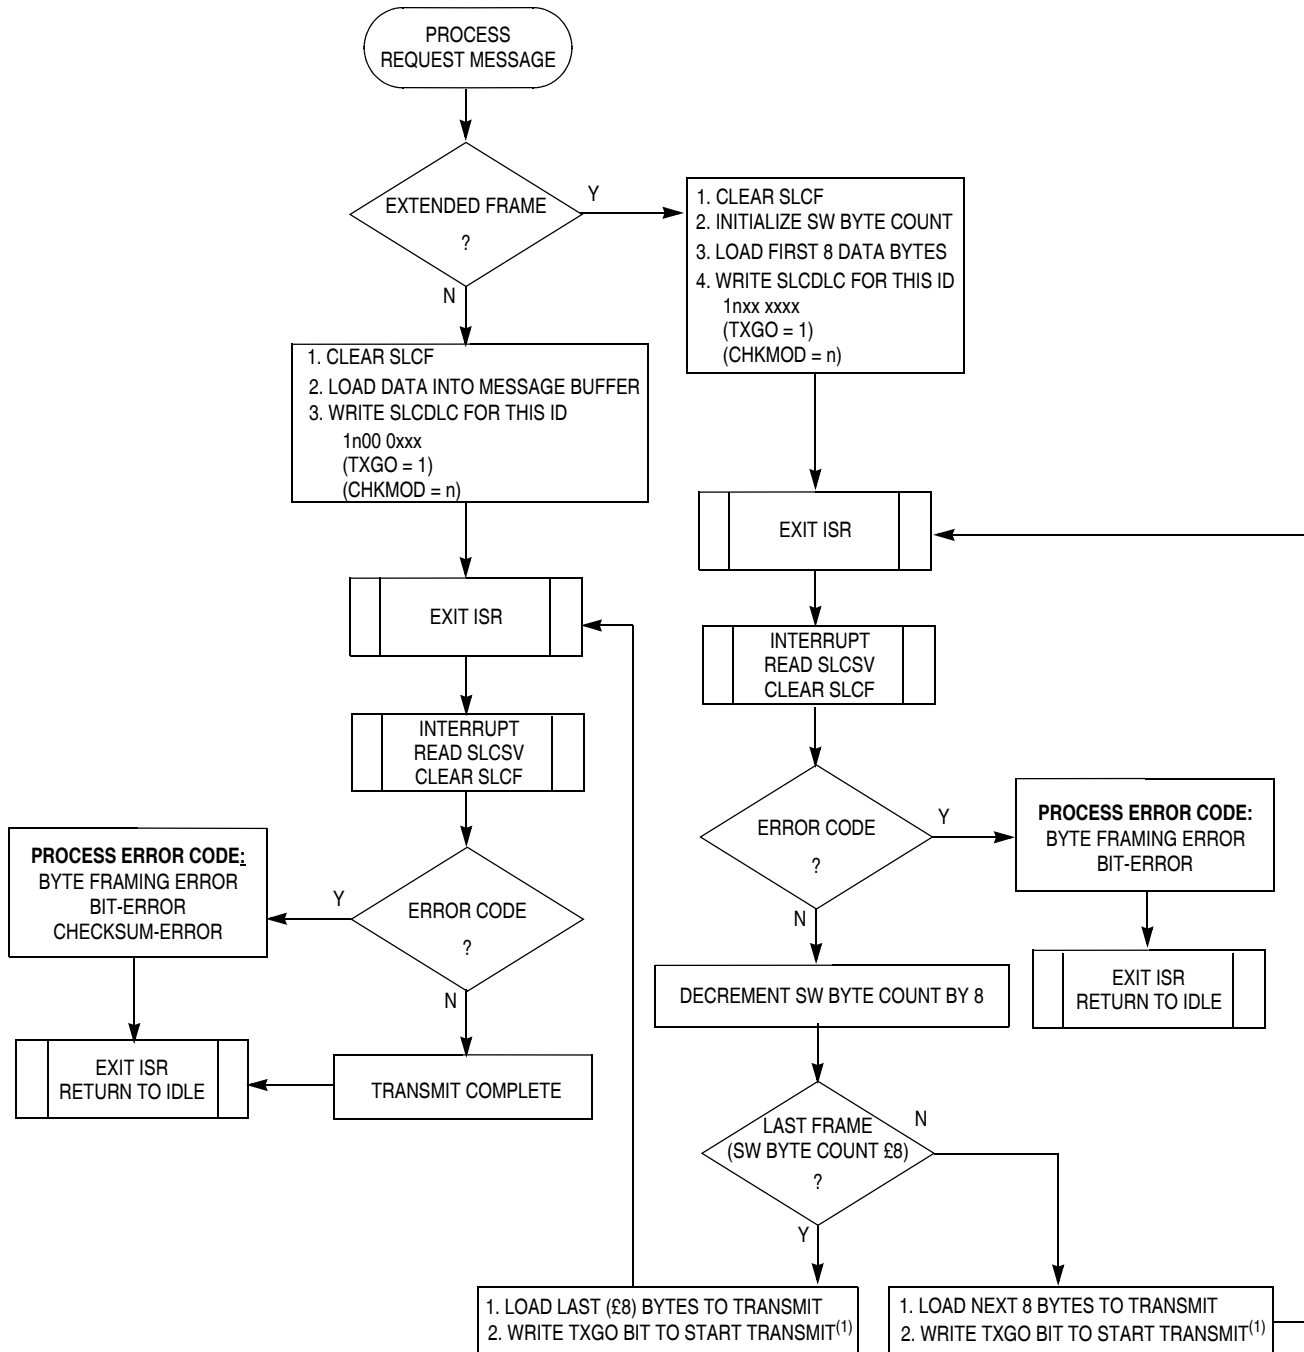 PROCESS
REQUEST MESSAGE
EXTENDED FRAME
?
Y
N
1. CLEAR SLCF
2. INITIALIZE SW BYTE COUNT
3. LOAD FIRST 8 DATA BYTES
4. WRITE SLCDLC FOR THIS ID
1nxx xxxx
(TXGO = 1)
(CHKMOD = n)
1. CLEAR SLCF
2. LOAD DATA INTO MESSAGE BUFFER
3. WRITE SLCDLC FOR THIS ID
1n00 0xxx
(TXGO = 1)
(CHKMOD = n)
EXIT ISR
INTERRUPT
READ SLCSV
CLEAR SLCF
ERROR CODE
?
Y
N
PROCESS ERROR CODE:
BYTE FRAMING ERROR
BIT-ERROR
CHECKSUM-ERROR
EXIT ISR
RETURN TO IDLE
TRANSMIT COMPLETE
EXIT ISR
INTERRUPT
READ SLCSV
CLEAR SLCF
ERROR CODE
?
Y
N
PROCESS ERROR CODE:
BYTE FRAMING ERROR
BIT-ERROR
EXIT ISR
RETURN TO IDLE
DECREMENT SW BYTE COUNT BY 8
LAST FRAME
(SW BYTE COUNT £8)
?
N
Y
1. LOAD LAST (£8) BYTES TO TRANSMIT
2. WRITE TXGO BIT TO START TRANSMIT(1)
1. LOAD NEXT 8 BYTES TO TRANSMIT
2. WRITE TXGO BIT TO START TRANSMIT(1)